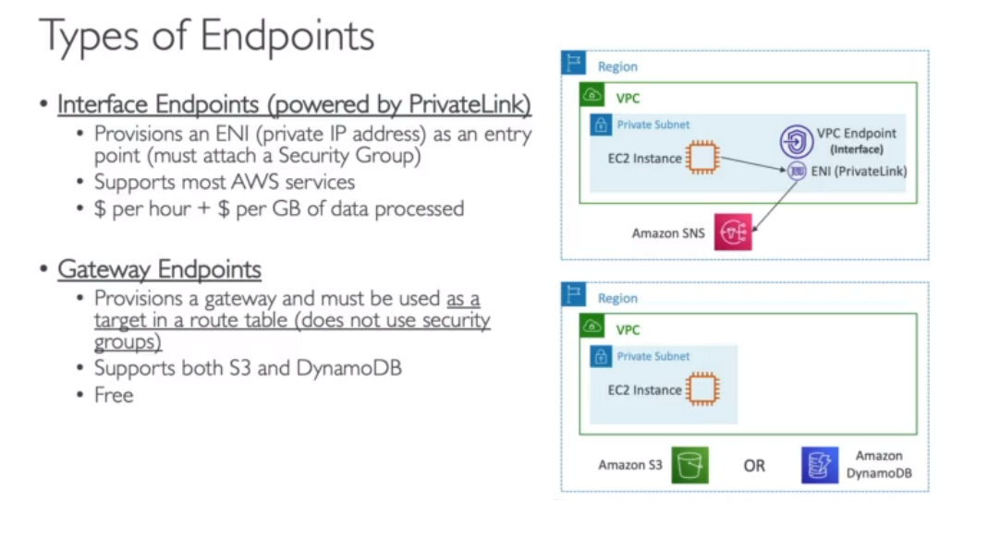 Types of Endpoints
• Interface Endpoints (powered by PrivateLink)
• Provisions an ENI (private IP address) as an entry
point (must attach a Security Group)
• Supports most AWS services
• $ per hour + $ per GB of data processed
• Gateway Endpoints
• Provisions a gateway and must be used as a
target in a route table (does not use security
groups)
• Supports both S3 and DynamoDB
• Free
Region
VPC
Private Subnet
EC2 Instance
VPC Endpoint
(Interface)
ENI (PrivateLink)
Amazon SNS
Region
VPC
Private Subnet
EC2 Instance
Amazon S3
OR
Amazon
DynamoDB